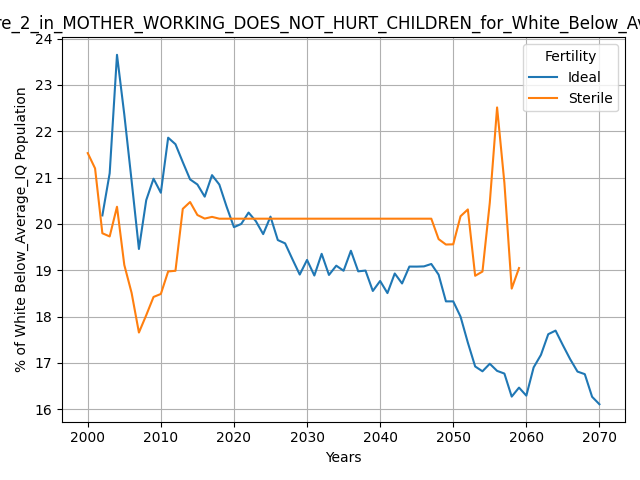 re_2_in_MOTHER_WORKING_DOES_NOT_HURT_CHILDREN_for_White_Below_Av
24
23
22
21
20
19
18
17
16
% of White Below_Average_IQ Population
Fertility
Ideal
Sterile
2000 2010 2020 2030 2040 2050 2060 2070
Years